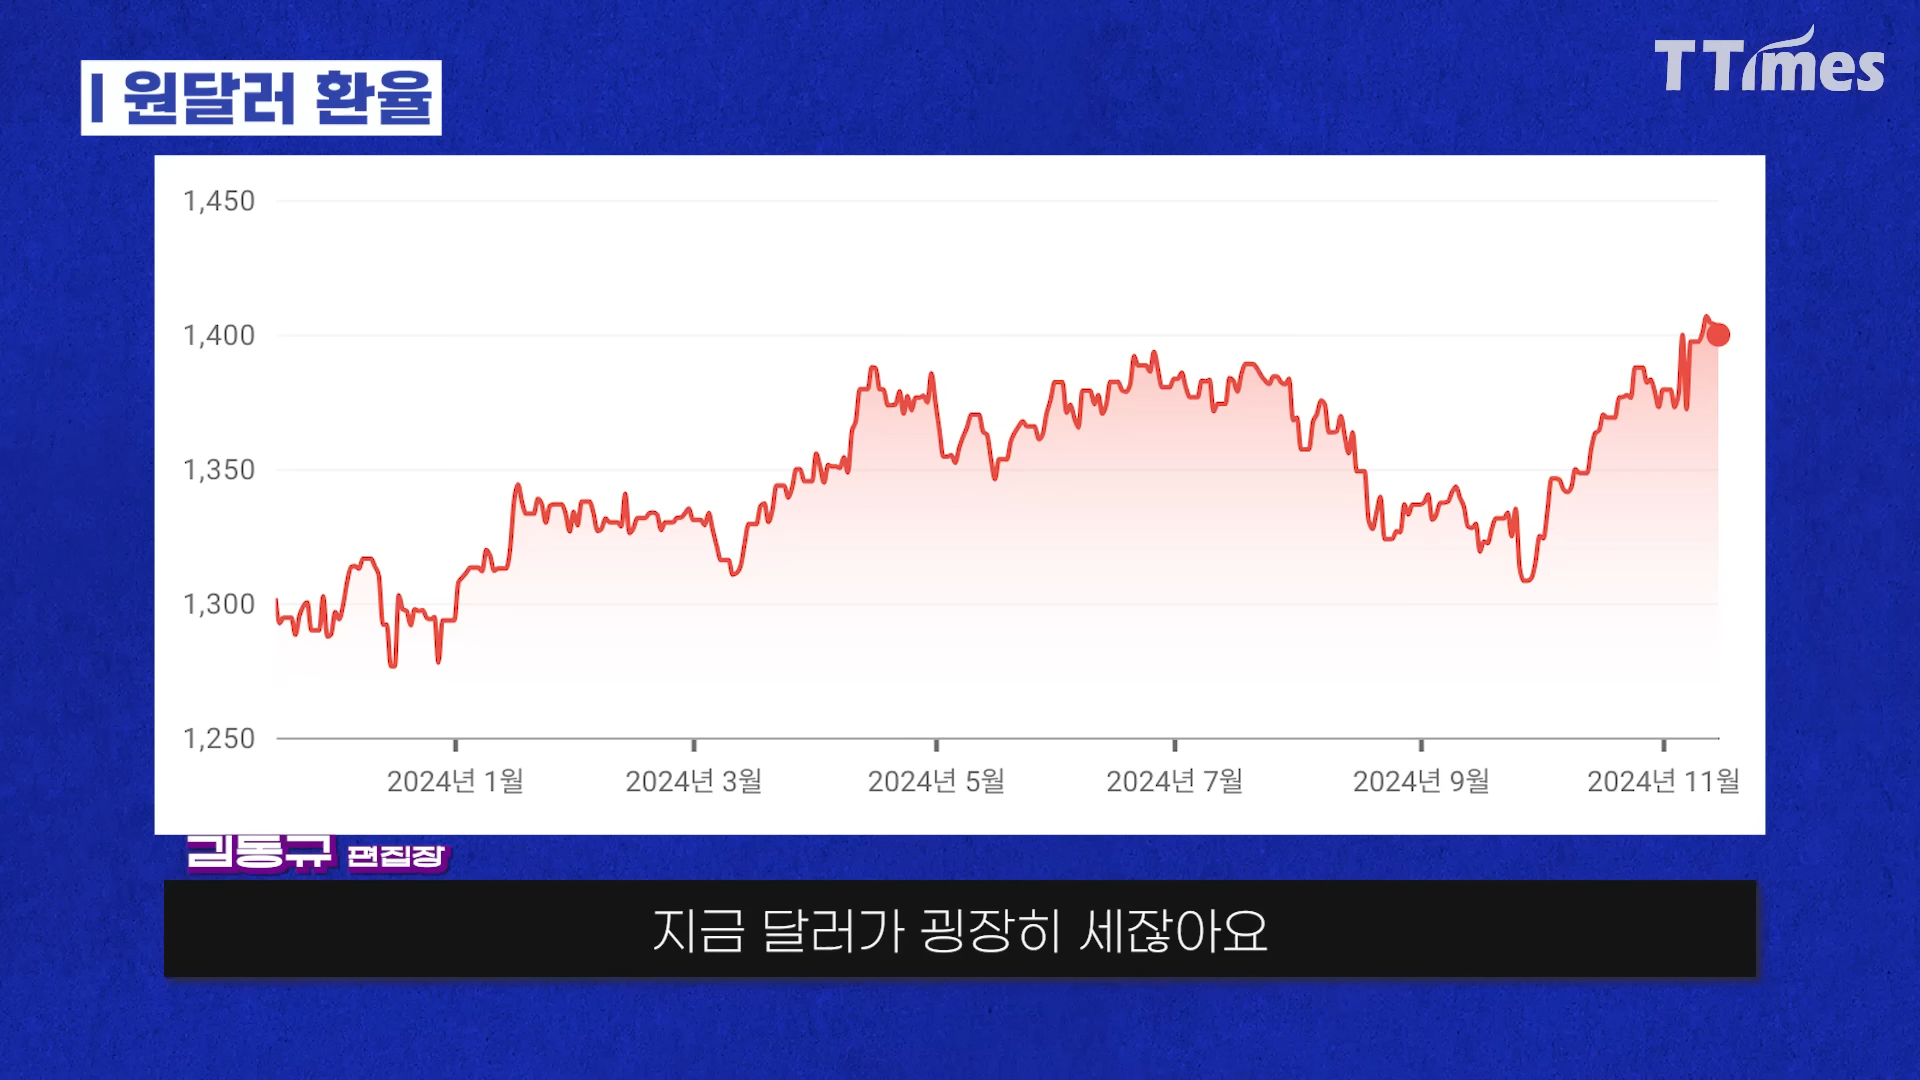 원달러 환율
TTimes
1,450
1,400
1,350
1,300
1,250
2024년 1월
2024년 3월
2024년 5월
2024년 7월
2024년 9월
2024년 11월
편집장
지금 달러가 굉장히 세잖아요